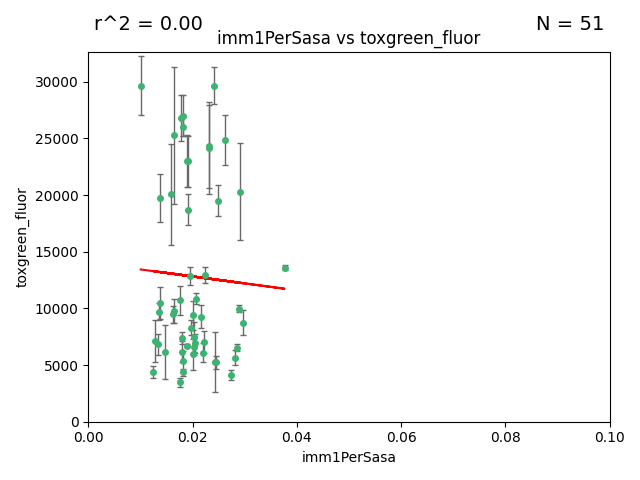 r^2 = 0.00
N = 51
imm1PerSasa vs toxgreen_fluor
toxgreen_fluor
30000
25000
20000
15000
10000
5000
0
0.00
0.02
0.04
0.06
0.08
0.10
imm1PerSasa